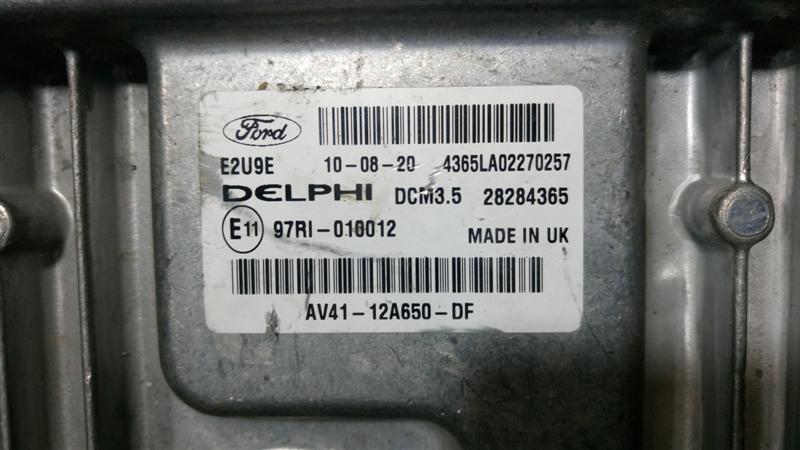 Ford
E2U9E 10-08-20 4365LA02270257
DELPHI DCM3.5 28284365
E11 97RI-010012 MADE IN UK
AV41-12A650-DF